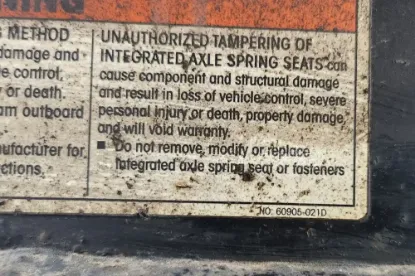 NING
METHOD
damage and
control,
or death.
am outboard
ufacturer for
ctions.
UNAUTHORIZED TAMPERING OF
INTEGRATED AXLE SPRING SEATS can
cause component and structural damage
and result in loss of vehicle control, severe
personal injury or death, property damage,
and will void warranty.
■ Do not remove, modify or replace
integrated axle spring seat or fasteners
NO: 60905-021D